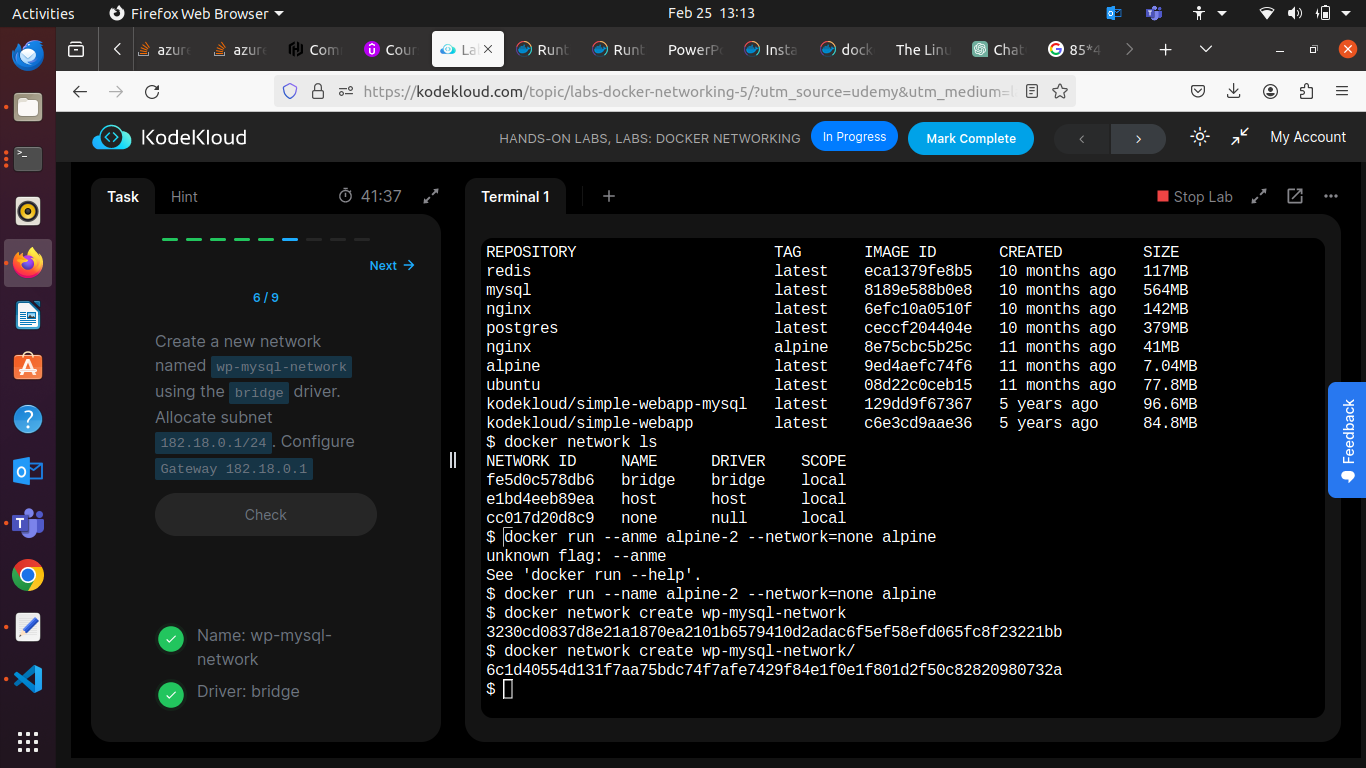 Activities
Firefox Web Browser
Feb 25 13:13
azure
azure
Com
Cour
La
Runt
Runt
PowerPo
Insta
dock
The Linu
Chat
85*4
https://kodekloud.com/topic/labs-docker-networking-5/?utm_source=udemy&utm_medium=l
KodeKloud
HANDS-ON LABS, LABS: DOCKER NETWORKING
In Progress
Mark Complete
My Account
Task
Hint
41:37
Next
6 / 9
Create a new network
named wp-mysql-network
using the bridge driver.
Allocate subnet
182.18.0.1/24. Configure
Gateway 182.18.0.1
Check
Name: wp-mysql-
network
Driver: bridge
Terminal 1
Stop Lab
REPOSITORY TAG IMAGE ID CREATED SIZE
redis latest eca1379fe8b5 10 months ago 117MB
mysql latest 8189e588b0e8 10 months ago 564MB
nginx latest 6efc10a0510f 10 months ago 142MB
postgres latest ceccf204404e 10 months ago 379MB
nginx alpine 8e75cbc5b25c 11 months ago 41MB
alpine latest 9ed4aefc74f6 11 months ago 7.04MB
ubuntu latest 08d22c0ceb15 11 months ago 77.8MB
kodekloud/simple-webapp-mysql latest 129dd9f67367 5 years ago 96.6MB
kodekloud/simple-webapp latest c6e3cd9aae36 5 years ago 84.8MB
$ docker network ls
NETWORK ID NAME DRIVER SCOPE
fe5d0c578db6 bridge bridge local
e1bd4eeb89ea host host local
cc017d20d8c9 none null local
$ docker run --anme alpine-2 --network=none alpine
unknown flag: --anme
See 'docker run --help'.
$ docker run --name alpine-2 --network=none alpine
$ docker network create wp-mysql-network
3230cd0837d8e21a1870ea2101b6579410d2adac6f5ef58efd065fc8f23221bb
$ docker network create wp-mysql-network/
6c1d40554d131f7aa75bdc74f7afe7429f84e1f0e1f801d2f50c82820980732a
$
Feedback